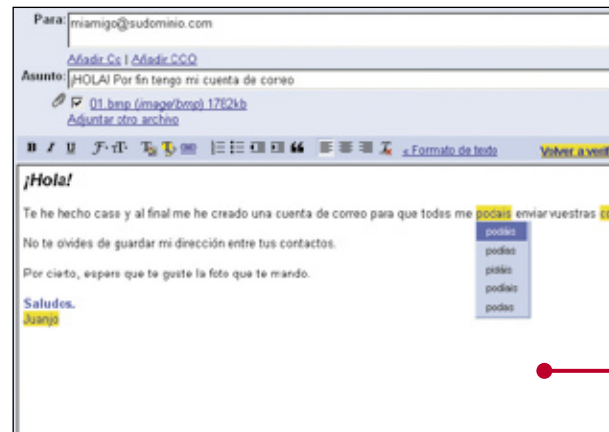 Para: miamigo@sudominio.com
Añadir Cc | Añadir CCO
Asunto: ¡HOLA! Por fin tengo mi cuenta de correo
01.bmp (image/bmp) 1762kb
Adjuntar otro archivo
B I U « Formato de texto Volver a verif
¡Hola!
Te he hecho caso y al final me he creado una cuenta de correo para que todos me podais enviar vuestras co
podáis
podías
pidáis
podíais
podas
No te olvides de guardar mi dirección entre tus contactos.
Por cierto, espero que te guste la foto que te mando.
Saludos.
Juanjo